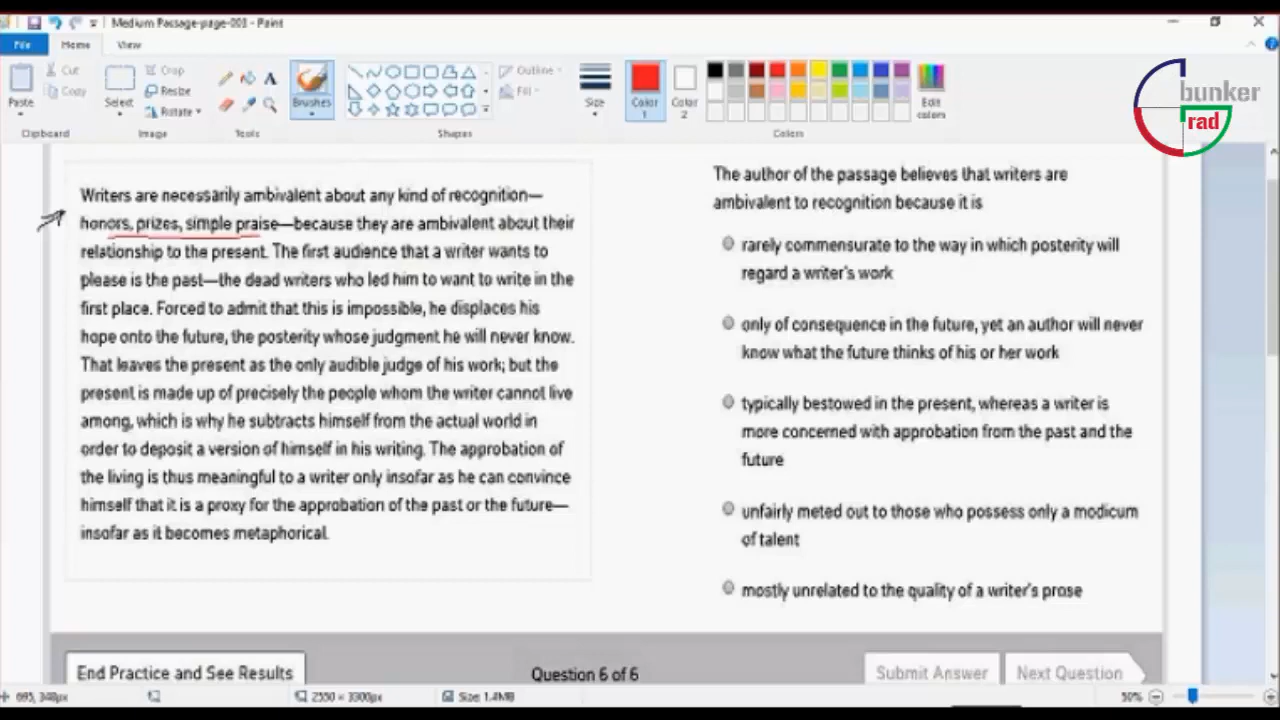 Medium Passage-page-001 - Paint
File
Home
View
Paste
Cut
Copy
Clipboard
Select
Crop
Resize
Rotate
Image
Tools
Brushes
Shapes
Outline
Fill
Size
Color
1
Color
2
Edit
colors
Colors
bunker
rad
Writers are necessarily ambivalent about any kind of recognition—
honors, prizes, simple praise—because they are ambivalent about their
relationship to the present. The first audience that a writer wants to
please is the past—the dead writers who led him to want to write in the
first place. Forced to admit that this is impossible, he displaces his
hope onto the future, the posterity whose judgment he will never know.
That leaves the present as the only audible judge of his work; but the
present is made up of precisely the people whom the writer cannot live
among, which is why he subtracts himself from the actual world in
order to deposit a version of himself in his writing. The approbation of
the living is thus meaningful to a writer only insofar as he can convince
himself that it is a proxy for the approbation of the past or the future—
insofar as it becomes metaphorical.
The author of the passage believes that writers are
ambivalent to recognition because it is
rarely commensurate to the way in which posterity will
regard a writer's work
only of consequence in the future, yet an author will never
know what the future thinks of his or her work
typically bestowed in the present, whereas a writer is
more concerned with approbation from the past and the
future
unfairly meted out to those who possess only a modicum
of talent
mostly unrelated to the quality of a writer's prose
End Practice and See Results
Question 6 of 6
Submit Answer
Next Question
695, 348px
2550 × 3300px
Size: 1.4MB
50%